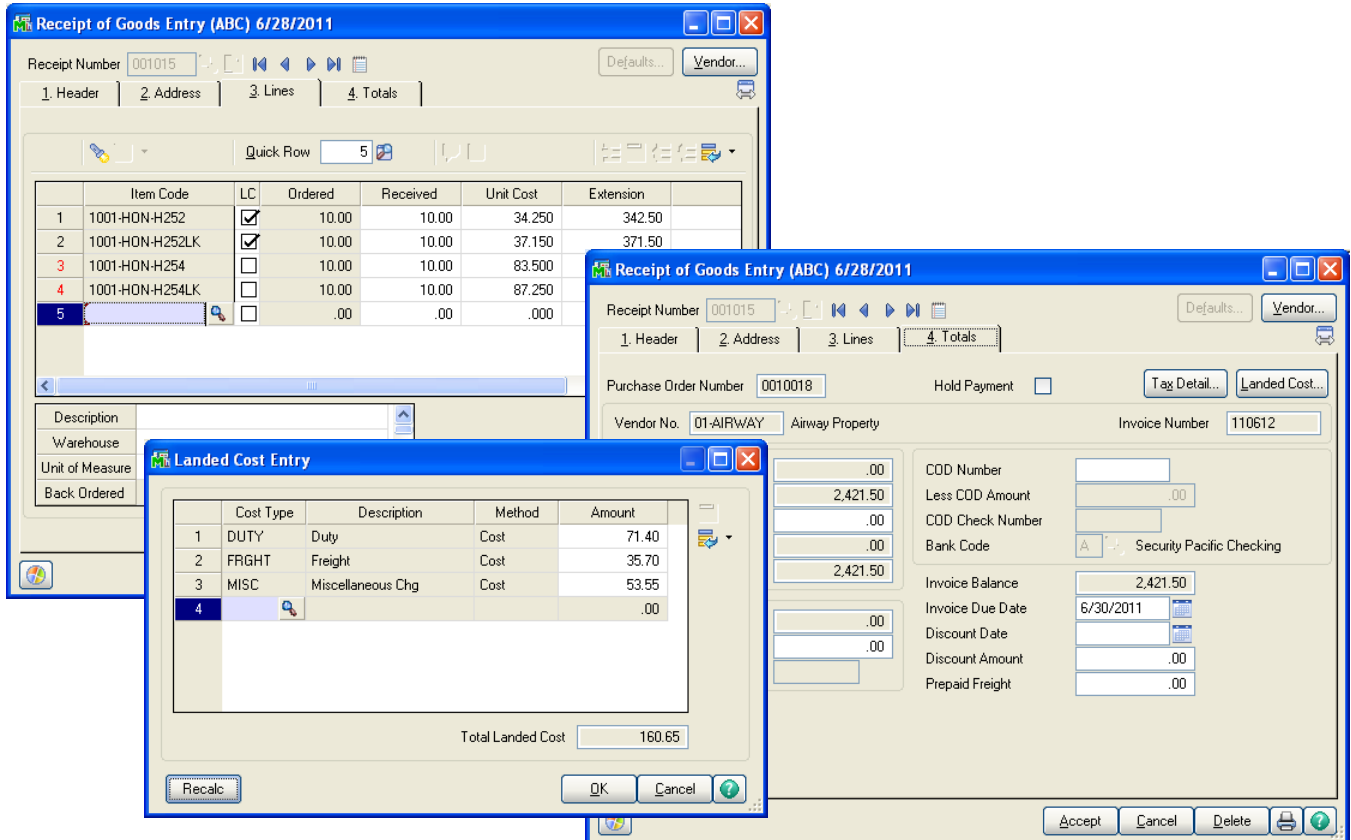 Receipt of Goods Entry (ABC) 6/28/2011
Receipt Number 001015 Defaults... Vendor...
1. Header 2. Address 3. Lines 4. Totals
Quick Row 5
Item Code LC Ordered Received Unit Cost Extension
1 1001-HON-H252 10.00 10.00 34.250 342.50
2 1001-HON-H252LK 10.00 10.00 37.150 371.50
3 1001-HON-H254 10.00 10.00 83.500
4 1001-HON-H254LK 10.00 10.00 87.250
5 .00 .00 .000
Description
Warehouse
Unit of Measure
Back Ordered
Receipt of Goods Entry (ABC) 6/28/2011
Receipt Number 001015 Defaults... Vendor...
1. Header 2. Address 3. Lines 4. Totals
Purchase Order Number 0010018 Hold Payment Tax Detail... Landed Cost...
Vendor No. 01-AIRWAY Airway Property Invoice Number 110612
.00 COD Number
2,421.50 Less COD Amount .00
.00 COD Check Number
.00 Bank Code A Security Pacific Checking
2,421.50
Invoice Balance 2,421.50
.00 Invoice Due Date 6/30/2011
.00 Discount Date
Discount Amount .00
Prepaid Freight .00
Accept Cancel Delete
Landed Cost Entry
Cost Type Description Method Amount
1 DUTY Duty Cost 71.40
2 FRGHT Freight Cost 35.70
3 MISC Miscellaneous Chg Cost 53.55
4 .00
Total Landed Cost 160.65
Recalc OK Cancel